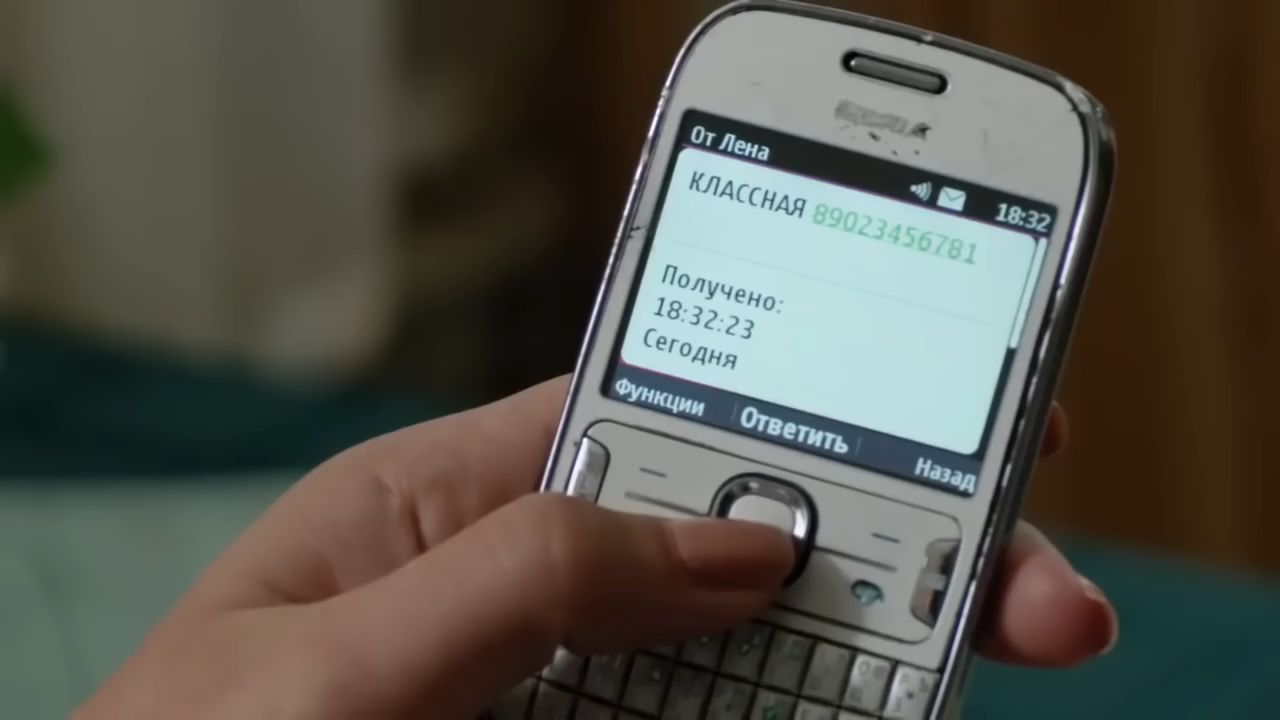 От Лена
18:32
КЛАССНАЯ 89023456781
Получено:
18:32:23
Сегодня
Функции Ответить Назад